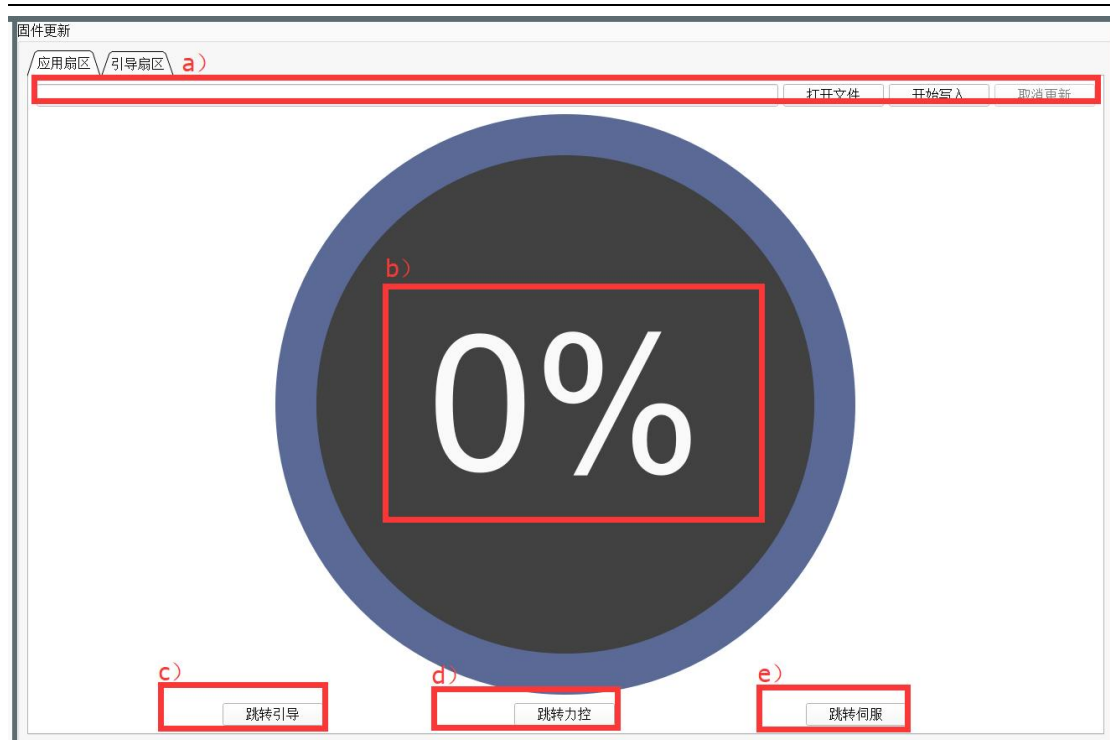 固件更新
应用扇区 引导扇区 a）
打开文件 开始写入 取消更新
b）
0%
c） d） e）
跳转引导 跳转力控 跳转伺服